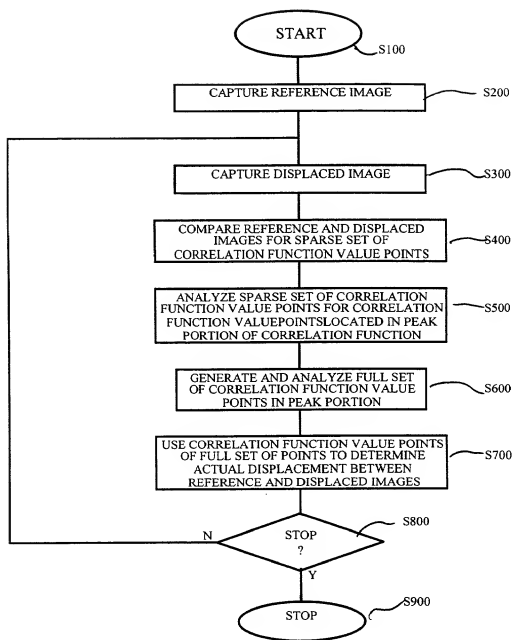 START
S100
CAPTURE REFERENCE IMAGE
S200
CAPTURE DISPLACED IMAGE
S300
COMPARE REFERENCE AND DISPLACED
IMAGES FOR SPARSE SET OF
CORRELATION FUNCTION VALUE POINTS
S400
ANALYZE SPARSE SET OF CORRELATION
FUNCTION VALUE POINTS FOR CORRELATION
FUNCTION VALUEPOINTSLOCATED IN PEAK
PORTION OF CORRELATION FUNCTION
S500
GENERATE AND ANALYZE FULL SET
OF CORRELATION FUNCTION VALUE
POINTS IN PEAK PORTION
S600
USE CORRELATION FUNCTION VALUE POINTS
OF FULL SET OF POINTS TO DETERMINE
ACTUAL DISPLACEMENT BETWEEN
REFERENCE AND DISPLACED IMAGES
S700
N
STOP
?
S800
Y
STOP
S900